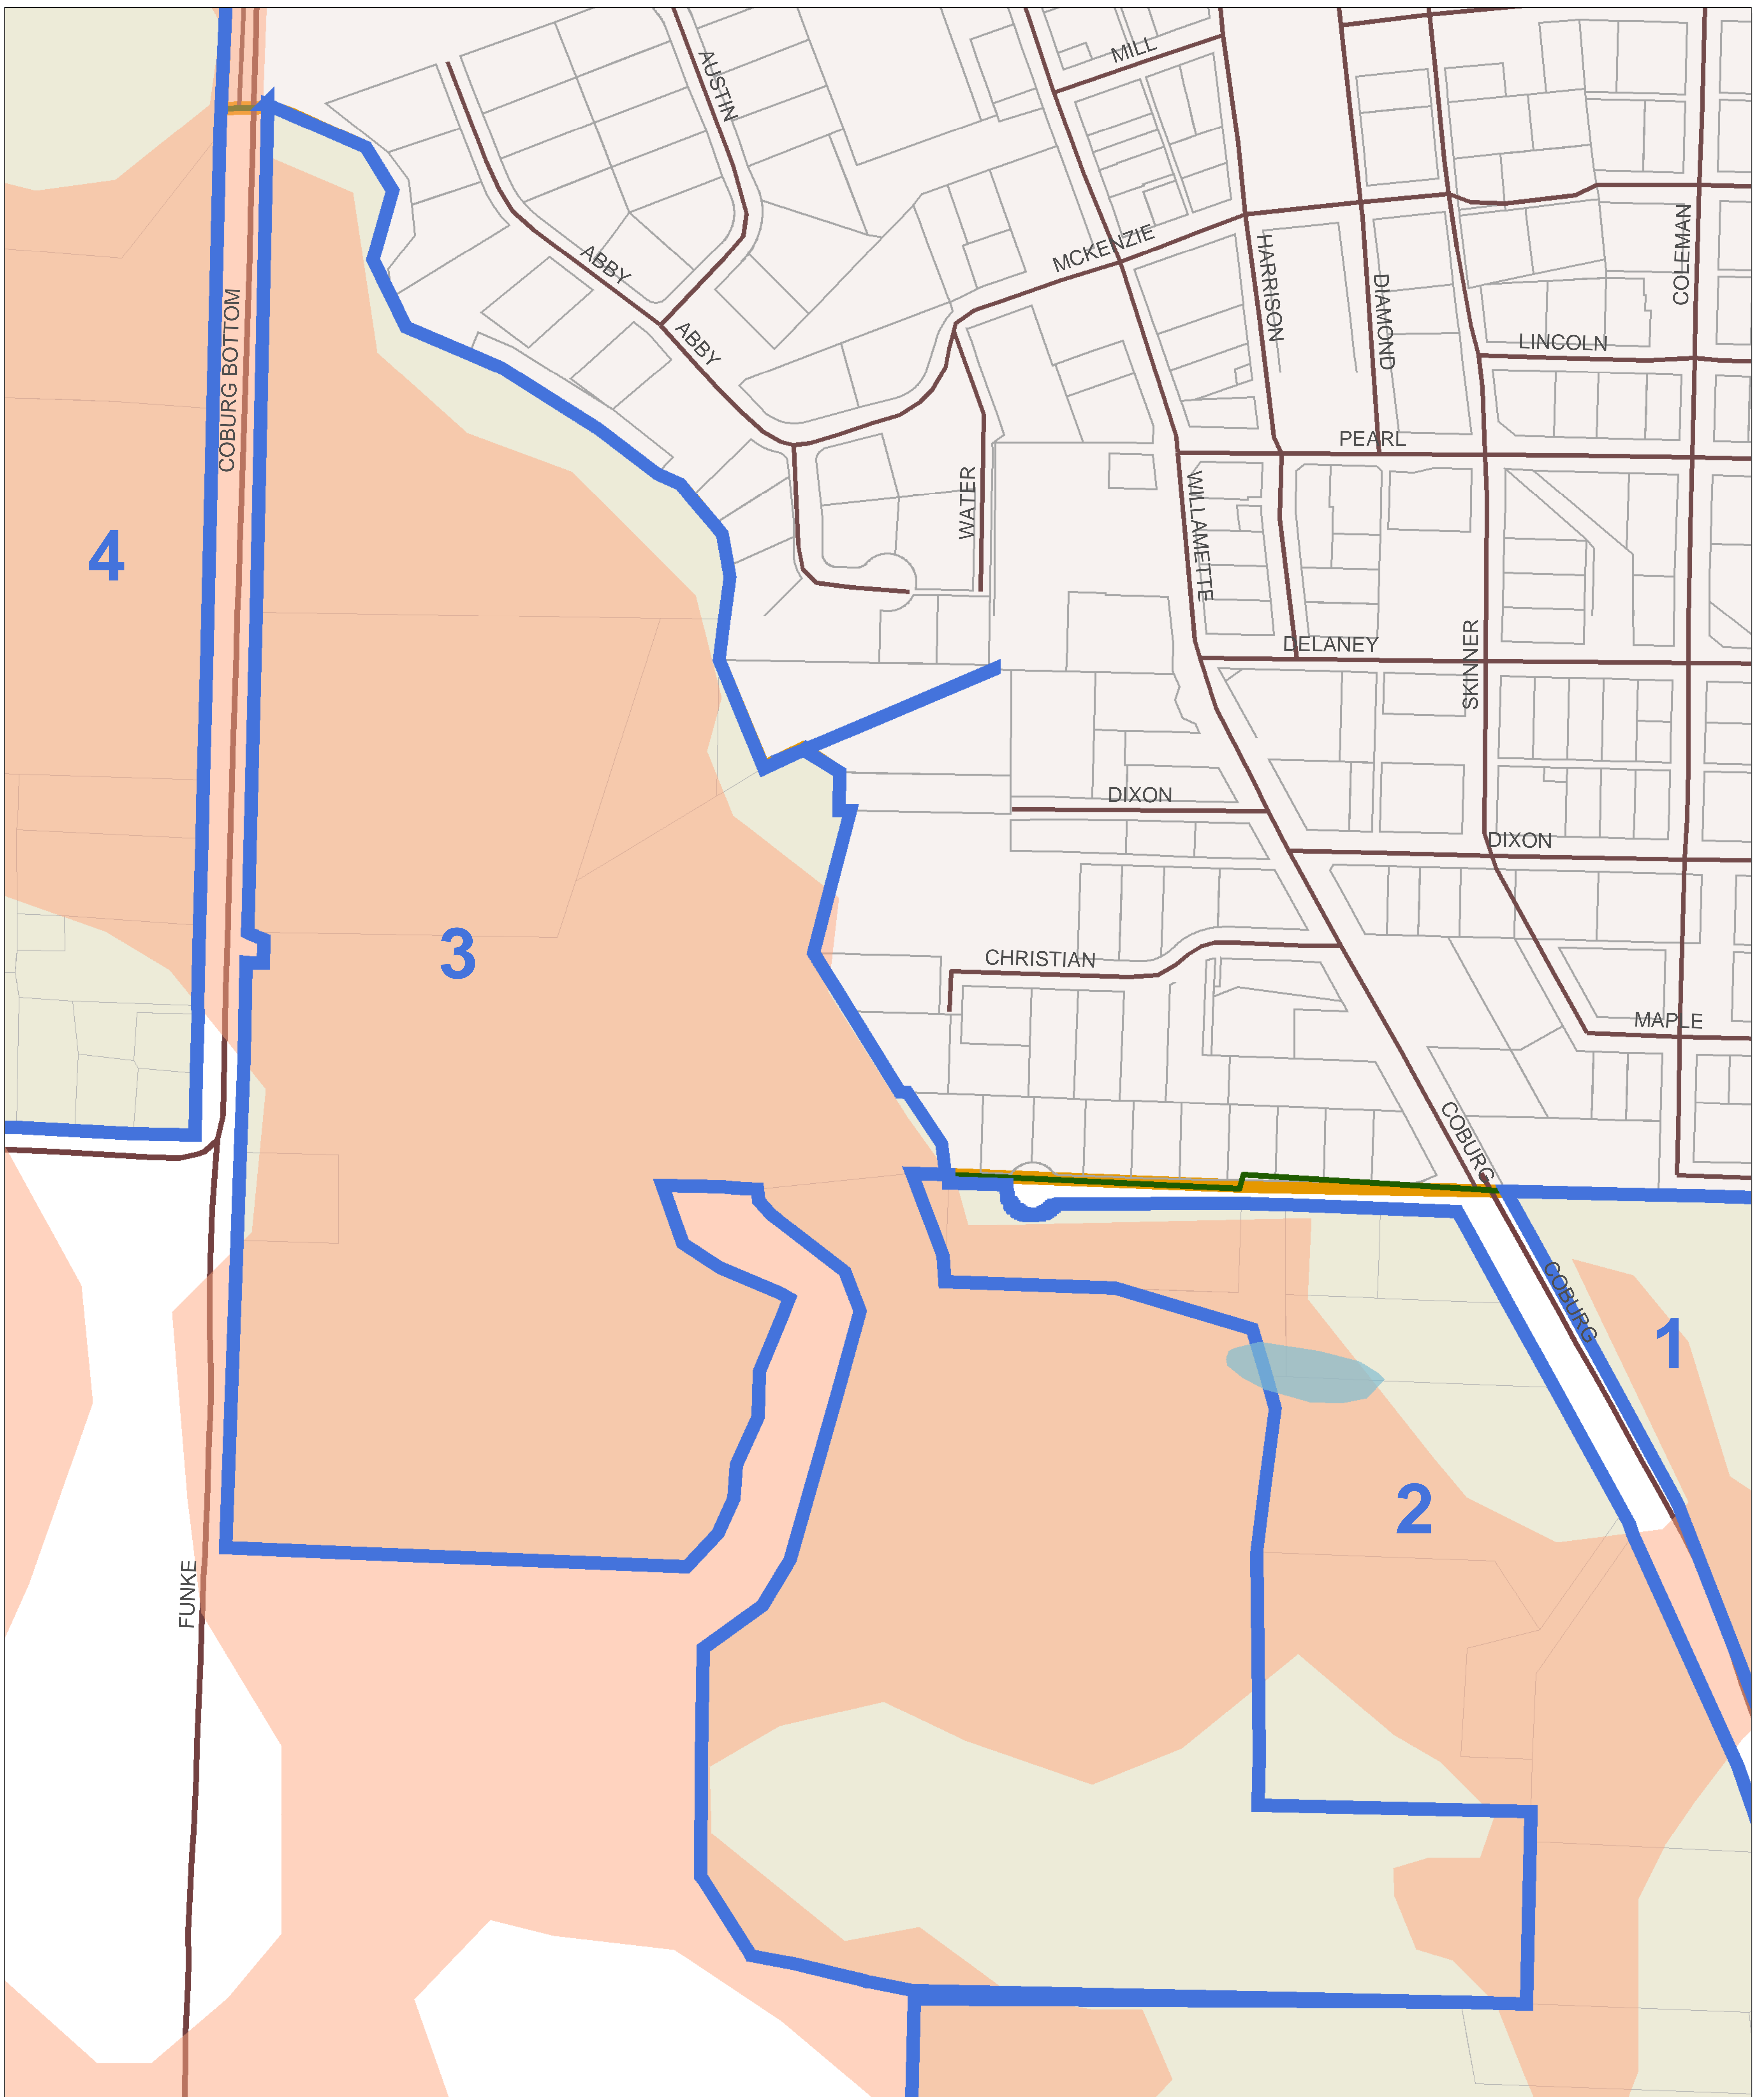 MILL
AUSTIN
COLEMAN
MCKENZIE
ABBY
HARRISON
DIAMOND
COBURG BOTTOM
ABBY
LINCOLN
PEARL
WATER
WILLAMETTE
4
DELANEY
SKINNER
DIXON
DIXON
3
CHRISTIAN
MAPLE
COBURG
COBURG
1
2
FUNKE